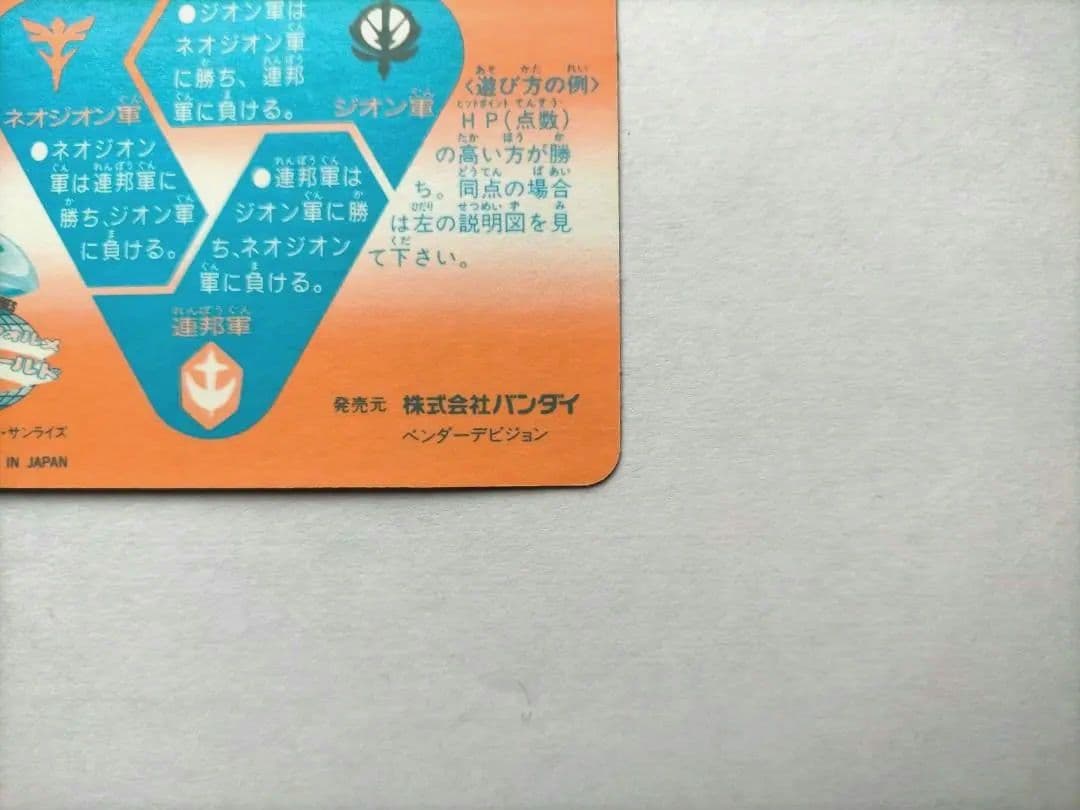 ●ジオン軍は
ネオジオン軍
に勝ち、連邦
軍に負ける。
ネオジオン軍
ジオン軍
●ネオジオン
軍は連邦軍に
勝ち、ジオン軍
に負ける。
●連邦軍は
ジオン軍に勝
ち、ネオジオン
軍に負ける。
連邦軍
〈遊び方の例〉
HP(点数)
の高い方が勝
ち。同点の場合
は左の説明図を見
て下さい。
発売元 株式会社バンダイ
ベンダーデビジョン
・サンライズ
IN JAPAN